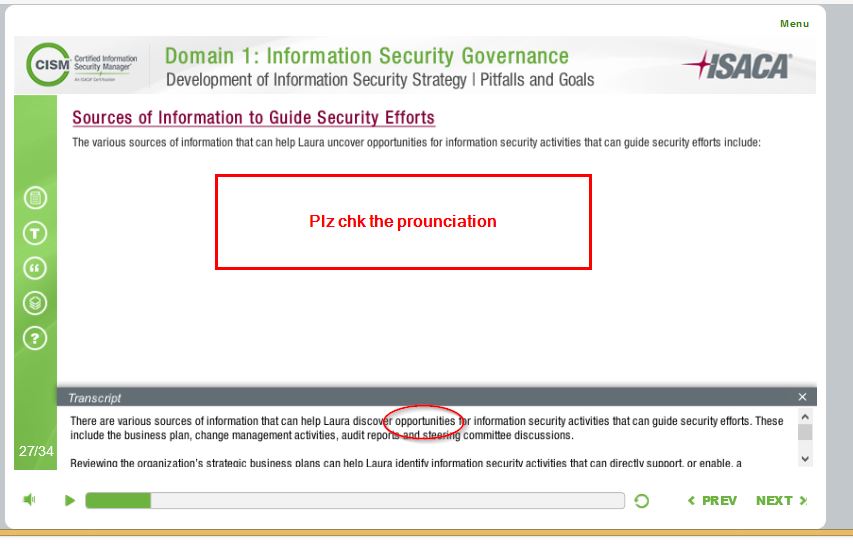 Menu
CISM Certified Information
Security Manager®
An ISACA® Certification
Domain 1: Information Security Governance
Development of Information Security Strategy | Pitfalls and Goals
ISACA®
Sources of Information to Guide Security Efforts
The various sources of information that can help Laura uncover opportunities for information security activities that can guide security efforts include:
Plz chk the prounciation
T
“
?
Transcript ×
There are various sources of information that can help Laura discover opportunities for information security activities that can guide security efforts. These
include the business plan, change management activities, audit reports and steering committee discussions.
Reviewing the organization's strategic business plans can help Laura identify information security activities that can directly support, or enable, a
27/34
PREV NEXT